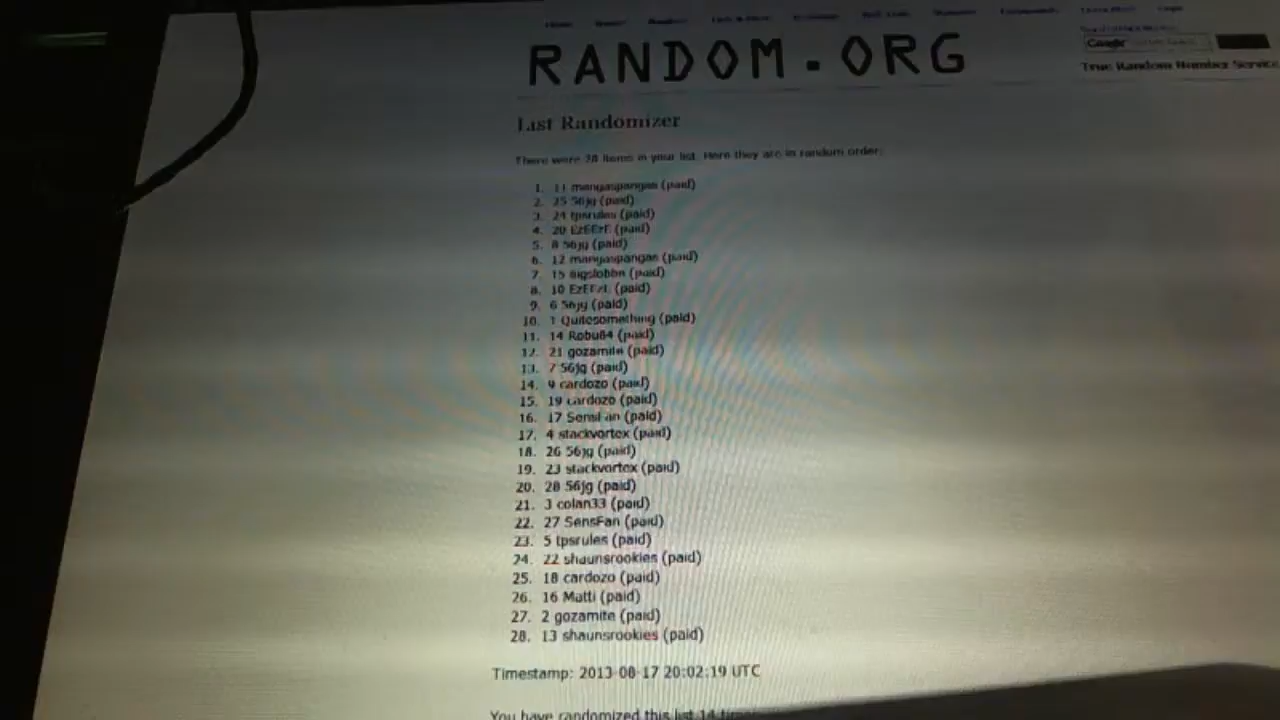 RANDOM.ORG
Google
True Random Number Service
Last Randomizer
There were 28 items in your list. Here they are in random order:
1. 11 mangaspangas (paid)
2. 25 56jg (paid)
3. 24 tpsrules (paid)
4. 20 EzEEzE (paid)
5. 8 56jg (paid)
6. 12 mangaspangas (paid)
7. 15 (paid)
8. 10 EzEEzE (paid)
9. 6 56jg (paid)
10. 1 Quitesomething (paid)
11. 14 Robu84 (paid)
12. 21 gozamite (paid)
13. 7 56jg (paid)
14. 9 cardozo (paid)
15. 19 cardozo (paid)
16. 17 SensFan (paid)
17. 4 stackvortex (paid)
18. 26 56jg (paid)
19. 23 stackvortex (paid)
20. 28 56jg (paid)
21. 3 colan33 (paid)
22. 27 SensFan (paid)
23. 5 tpsrules (paid)
24. 22 shaunsrookies (paid)
25. 18 cardozo (paid)
26. 16 Matti (paid)
27. 2 gozamite (paid)
28. 13 shaunsrookies (paid)
Timestamp: 2013-08-17 20:02:19 UTC
You have randomized this list 14 times